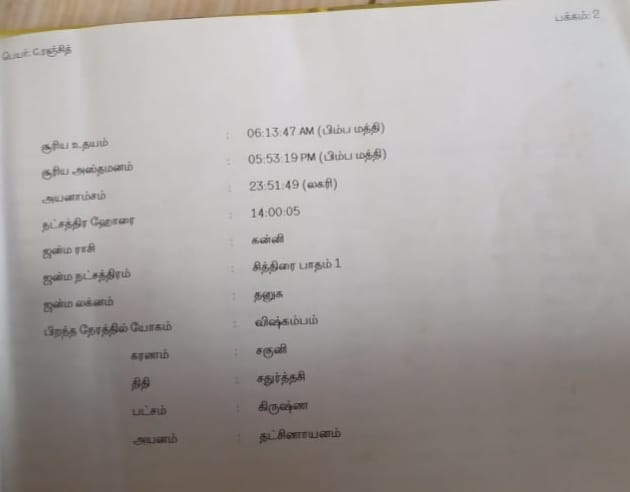 பெயர்: C.ரஞ்சித்
பக்கம்: 2
சூரிய உதயம் : 06:13:47 AM (பிம்ப மத்தி)
சூரிய அஸ்தமனம் : 05:53:19 PM (பிம்ப மத்தி)
அயனாம்சம் : 23:51:49 (லகரி)
நட்சத்திர ஹோரை : 14:00:05
ஜன்ம ராசி : கன்னி
ஜன்ம நட்சத்திரம் : சித்திரை பாதம் 1
ஜன்ம லக்னம் : தனுசு
பிறந்த நேரத்தில் யோகம் : விஷ்கம்பம்
கரணம் : சகுனி
திதி : சதுர்த்தசி
பட்சம் : கிருஷ்ண
அயனம் : தட்சிணாயனம்